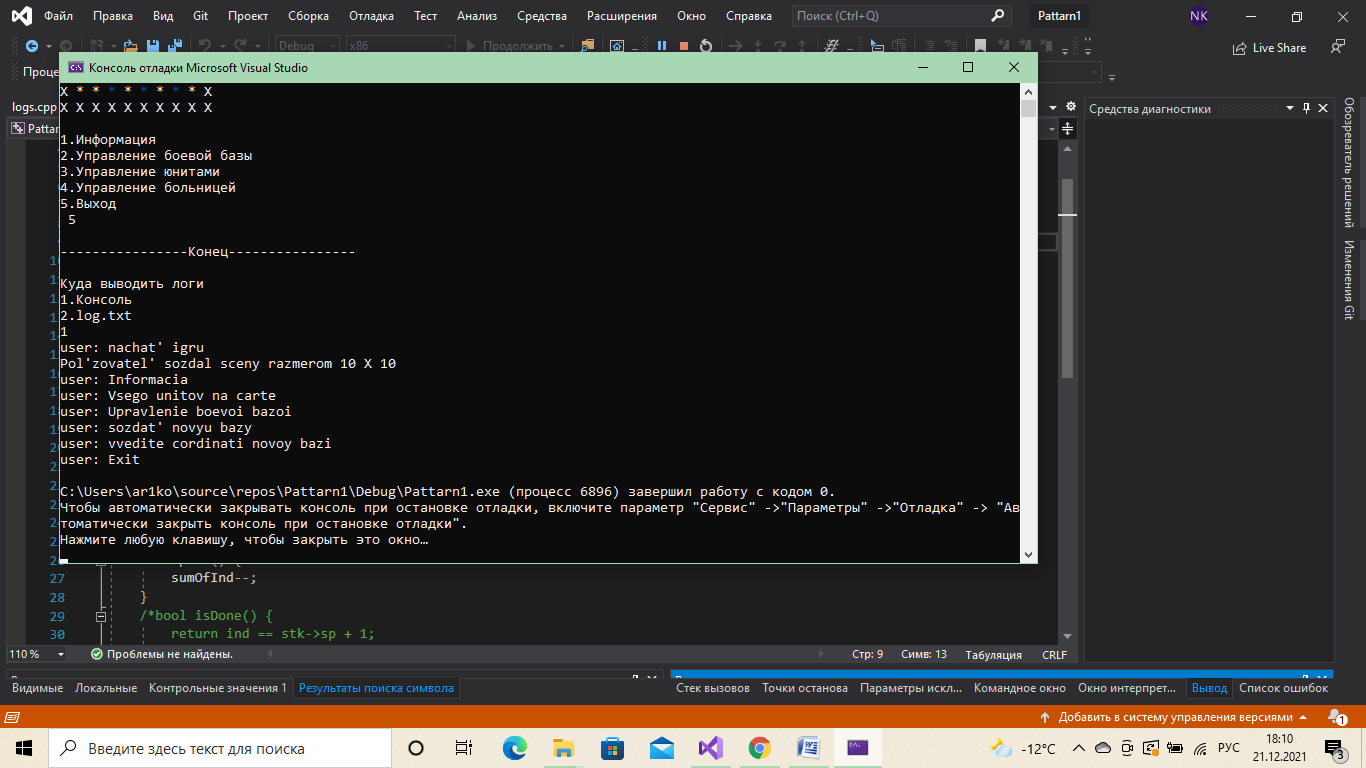 Файл Правка Вид Git Проект Сборка Отладка Тест Анализ Средства Расширения Окно Справка Поиск (Ctrl+Q) Pattarn1 NK
Debug x86 Продолжить Live Share
Проце
Консоль отладки Microsoft Visual Studio
X * * * * * * * * X
X X X X X X X X X X
1.Информация
2.Управление боевой базы
3.Управление юнитами
4.Управление больницей
5.Выход
5
----------------Конец----------------
Куда выводить логи
1.Консоль
2.log.txt
1
user: nachat' igru
Pol'zovatel' sozdal sceny razmerom 10 X 10
user: Informacia
user: Vsego unitov na carte
user: Upravlenie boevoi bazoi
user: sozdat' novyu bazy
user: vvedite cordinati novoy bazi
user: Exit
C:\Users\ar1ko\source\repos\Pattarn1\Debug\Pattarn1.exe (процесс 6896) завершил работу с кодом 0.
Чтобы автоматически закрывать консоль при остановке отладки, включите параметр "Сервис" ->"Параметры" ->"Отладка" -> "Ав
томатически закрыть консоль при остановке отладки".
Нажмите любую клавишу, чтобы закрыть это окно…
logs.cpp
Pattarn
27 sumOfInd--;
28 }
29 /*bool isDone() {
30 return ind == stk->sp + 1;
110 % Проблемы не найдены. Стр: 9 Симв: 13 Табуляция CRLF
Средства диагностики
Обозреватель решений
Изменения Git
Видимые Локальные Контрольные значения 1 Результаты поиска символа Стек вызовов Точки останова Параметры искл... Командное окно Окно интерпрет... Вывод Список ошибок
Добавить в систему управления версиями 1
Введите здесь текст для поиска -12°C РУС 18:10
21.12.2021 3